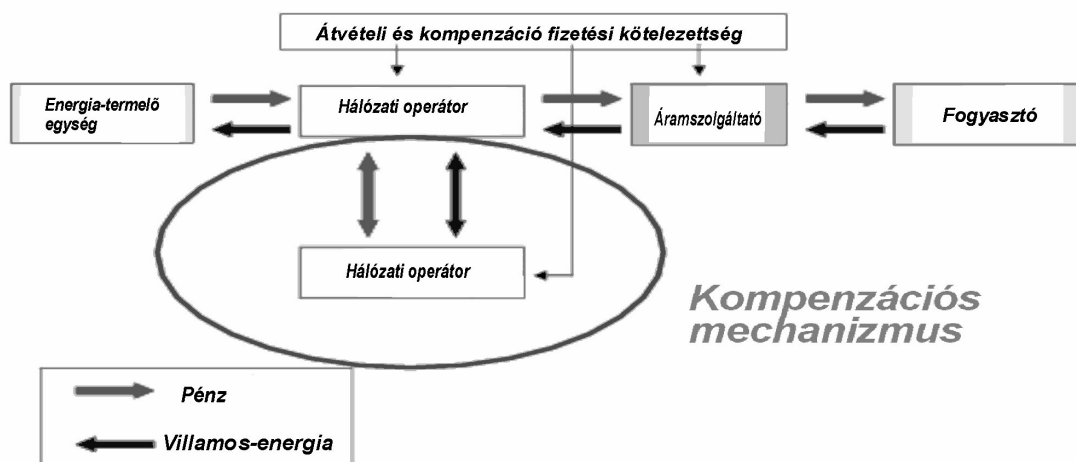 Átvételi és kompenzáció fizetési kötelezettség
Energia-termelő
egység
Hálózati operátor
Áramszolgáltató
Fogyasztó
Hálózati operátor
Kompenzációs
mechanizmus
Pénz
Villamos-energia